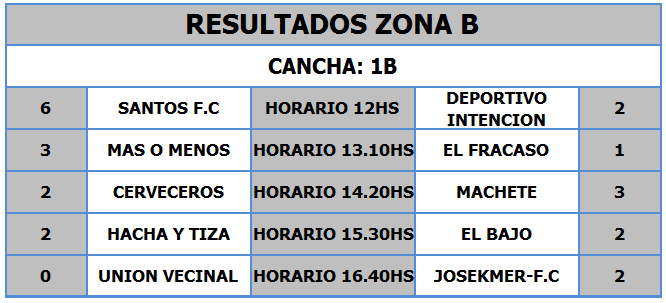 RESULTADOS ZONA B
CANCHA: 1B
6 SANTOS F.C HORARIO 12HS DEPORTIVO INTENCION 2
3 MAS O MENOS HORARIO 13.10HS EL FRACASO 1
2 CERVECEROS HORARIO 14.20HS MACHETE 3
2 HACHA Y TIZA HORARIO 15.30HS EL BAJO 2
0 UNION VECINAL HORARIO 16.40HS JOSEKMER-F.C 2